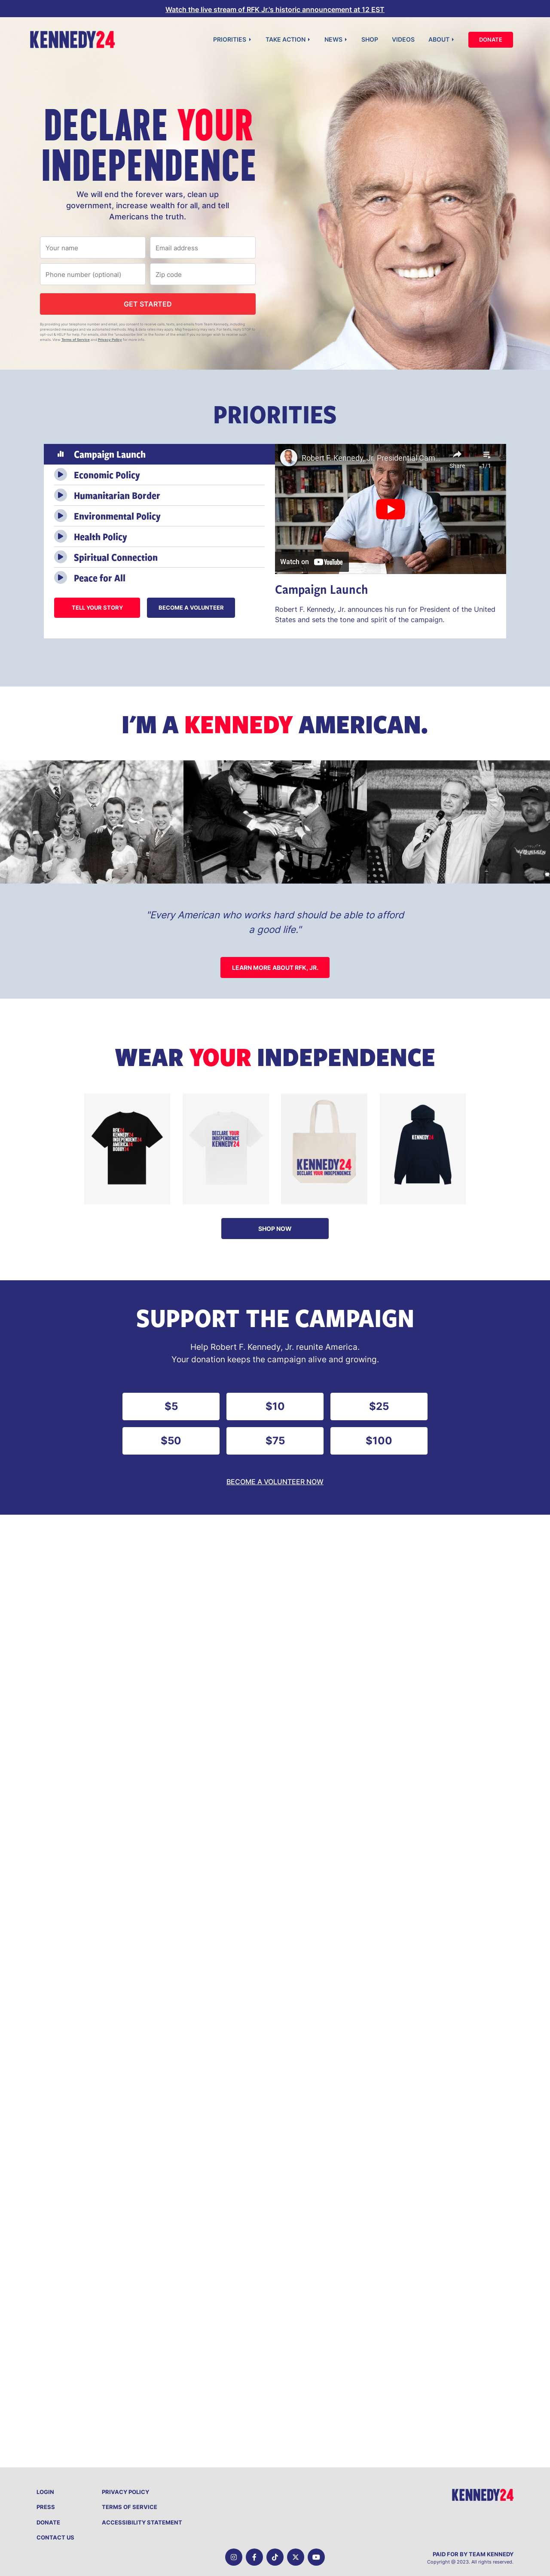 Watch the live stream of RFK Jr.'s historic announcement at 12 EST
KENNEDY24
PRIORITIES
TAKE ACTION
NEWS
SHOP
VIDEOS
ABOUT
DONATE
DECLARE YOUR
INDEPENDENCE
We will end the forever wars, clean up
government, increase wealth for all, and tell
Americans the truth.
Your name
Email address
Phone number (optional)
Zip code
GET STARTED
Terms of Service and Privacy Policy
PRIORITIES
Campaign Launch
Economic Policy
Humanitarian Border
Environmental Policy
Health Policy
Spiritual Connection
Peace for All
TELL YOUR STORY
BECOME A VOLUNTEER
Robert F. Kennedy, Jr. Presidential Cam
Share
1/1
Watch on YouTube
Campaign Launch
Robert F. Kennedy, Jr. announces his run for President of the United
States and sets the tone and spirit of the campaign.
I'M A KENNEDY AMERICAN.
"Every American who works hard should be able to afford
a good life."
LEARN MORE ABOUT RFK, JR.
WEAR YOUR INDEPENDENCE
RFK24
KENNEDY24
INDEPENDENT24
AMERICA24
BOBBY24
DECLARE YOUR
INDEPENDENCE
KENNEDY24
KENNEDY24
DECLARE YOUR INDEPENDENCE
KENNEDY24
SHOP NOW
SUPPORT THE CAMPAIGN
Help Robert F. Kennedy, Jr. reunite America.
Your donation keeps the campaign alive and growing.
$5
$10
$25
$50
$75
$100
BECOME A VOLUNTEER NOW
LOGIN
PRESS
DONATE
CONTACT US
PRIVACY POLICY
TERMS OF SERVICE
ACCESSIBILITY STATEMENT
KENNEDY24
PAID FOR BY TEAM KENNEDY
Copyright @ 2023. All rights reserved.